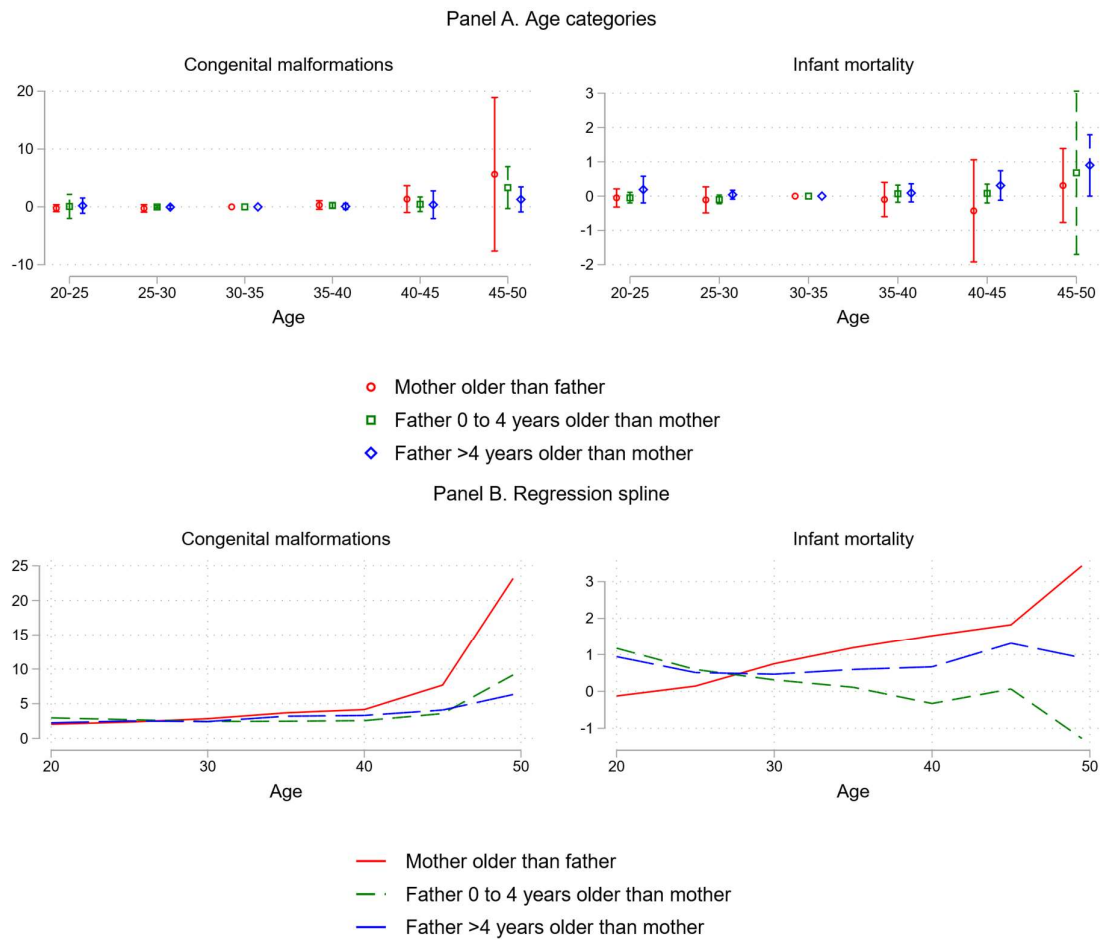 Panel A. Age categories
Congenital malformations
Infant mortality
20
10
0
-10
20-25
25-30
30-35
35-40
40-45
45-50
Age
3
2
1
0
-1
-2
20-25
25-30
30-35
35-40
40-45
45-50
Age
Mother older than father
Father 0 to 4 years older than mother
Father >4 years older than mother
Panel B. Regression spline
Congenital malformations
Infant mortality
25
20
15
10
5
0
20
30
40
50
Age
3
2
1
0
-1
20
30
40
50
Age
Mother older than father
Father 0 to 4 years older than mother
Father >4 years older than mother